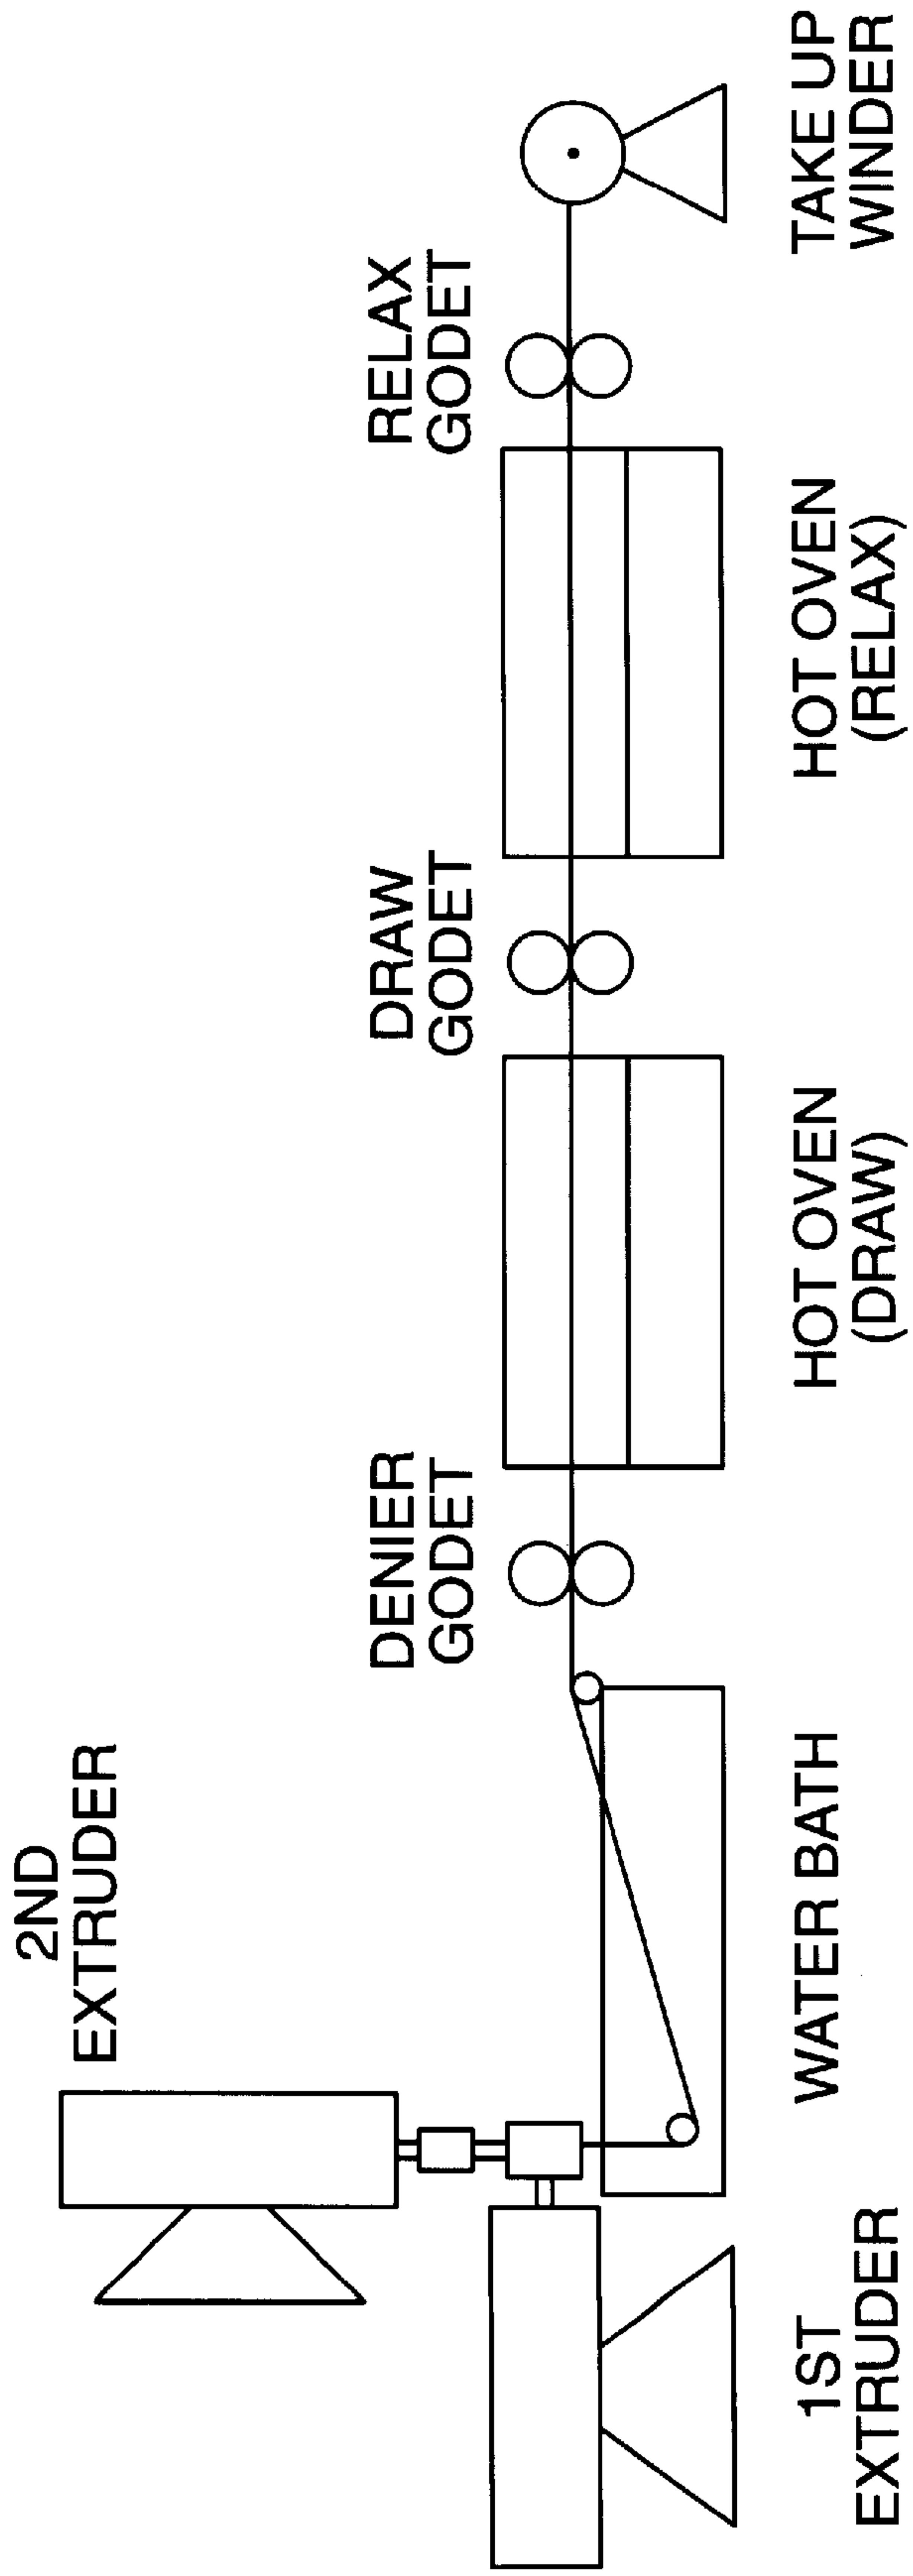 2ND
EXTRUDER
1ST
EXTRUDER
WATER BATH
DENIER
GODET
HOT OVEN
(DRAW)
DRAW
GODET
HOT OVEN
(RELAX)
RELAX
GODET
TAKE UP
WINDER